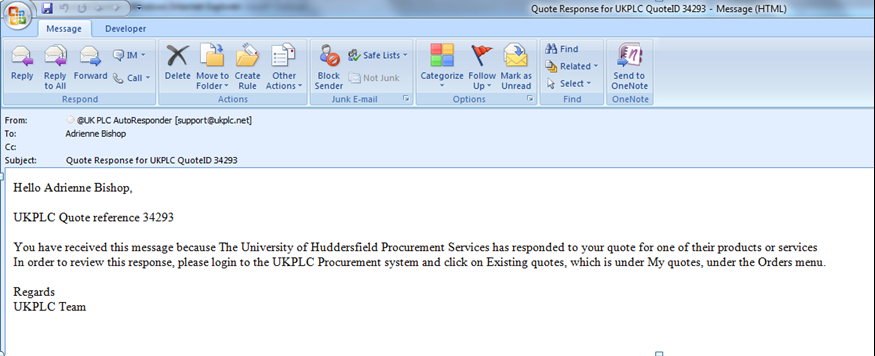 Quote Response for UKPLC QuoteID 34293 - Message (HTML)
Message Developer
Reply
Reply to All
Forward
IM
Call
Respond
Delete
Move to Folder
Create Rule
Other Actions
Actions
Block Sender
Safe Lists
Not Junk
Junk E-mail
Categorize
Follow Up
Mark as Unread
Options
Find
Related
Select
Find
Send to OneNote
OneNote
From: @UK PLC AutoResponder [support@ukplc.net]
To: Adrienne Bishop
Cc:
Subject: Quote Response for UKPLC QuoteID 34293
Hello Adrienne Bishop,
UKPLC Quote reference 34293
You have received this message because The University of Huddersfield Procurement Services has responded to your quote for one of their products or services
In order to review this response, please login to the UKPLC Procurement system and click on Existing quotes, which is under My quotes, under the Orders menu.
Regards
UKPLC Team